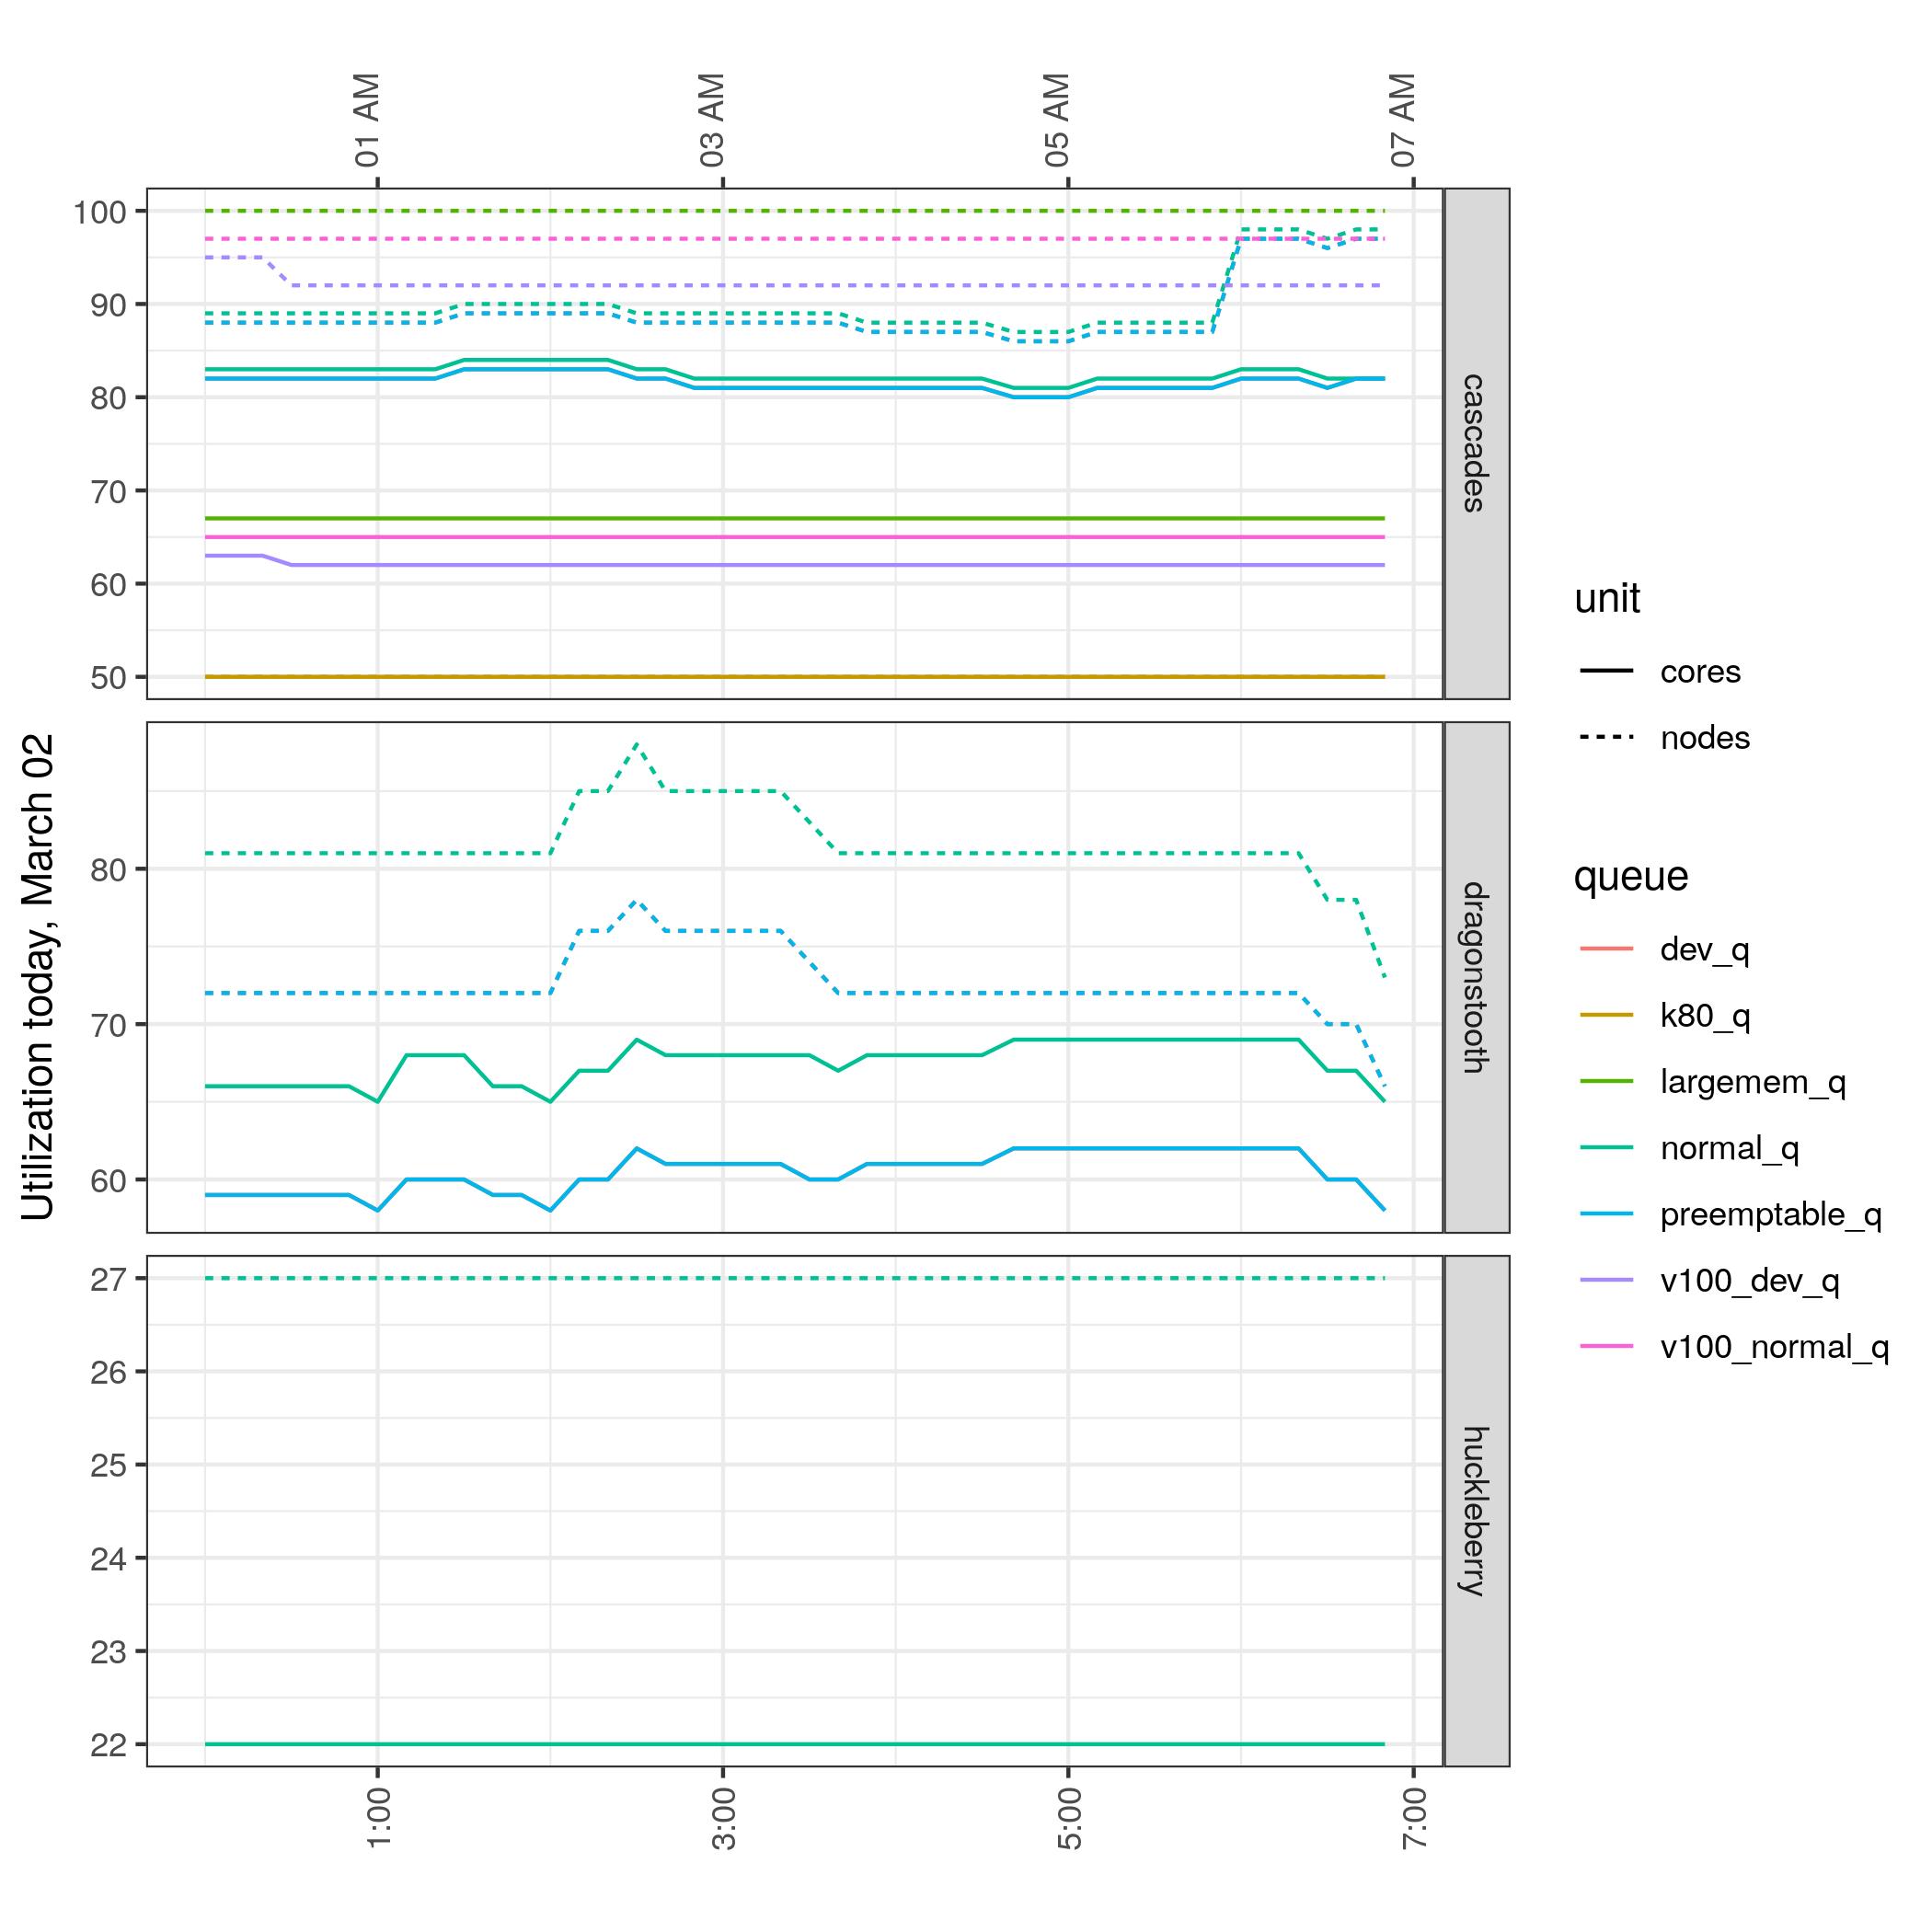 01 AM
03 AM
05 AM
07 AM
100
90
80
70
60
50
cascades
80
70
60
dragonstooth
27
26
25
24
23
22
huckleberry
1:00
3:00
5:00
7:00
Utilization today, March 02
unit
cores
nodes
queue
dev_q
k80_q
largemem_q
normal_q
preemptable_q
v100_dev_q
v100_normal_q